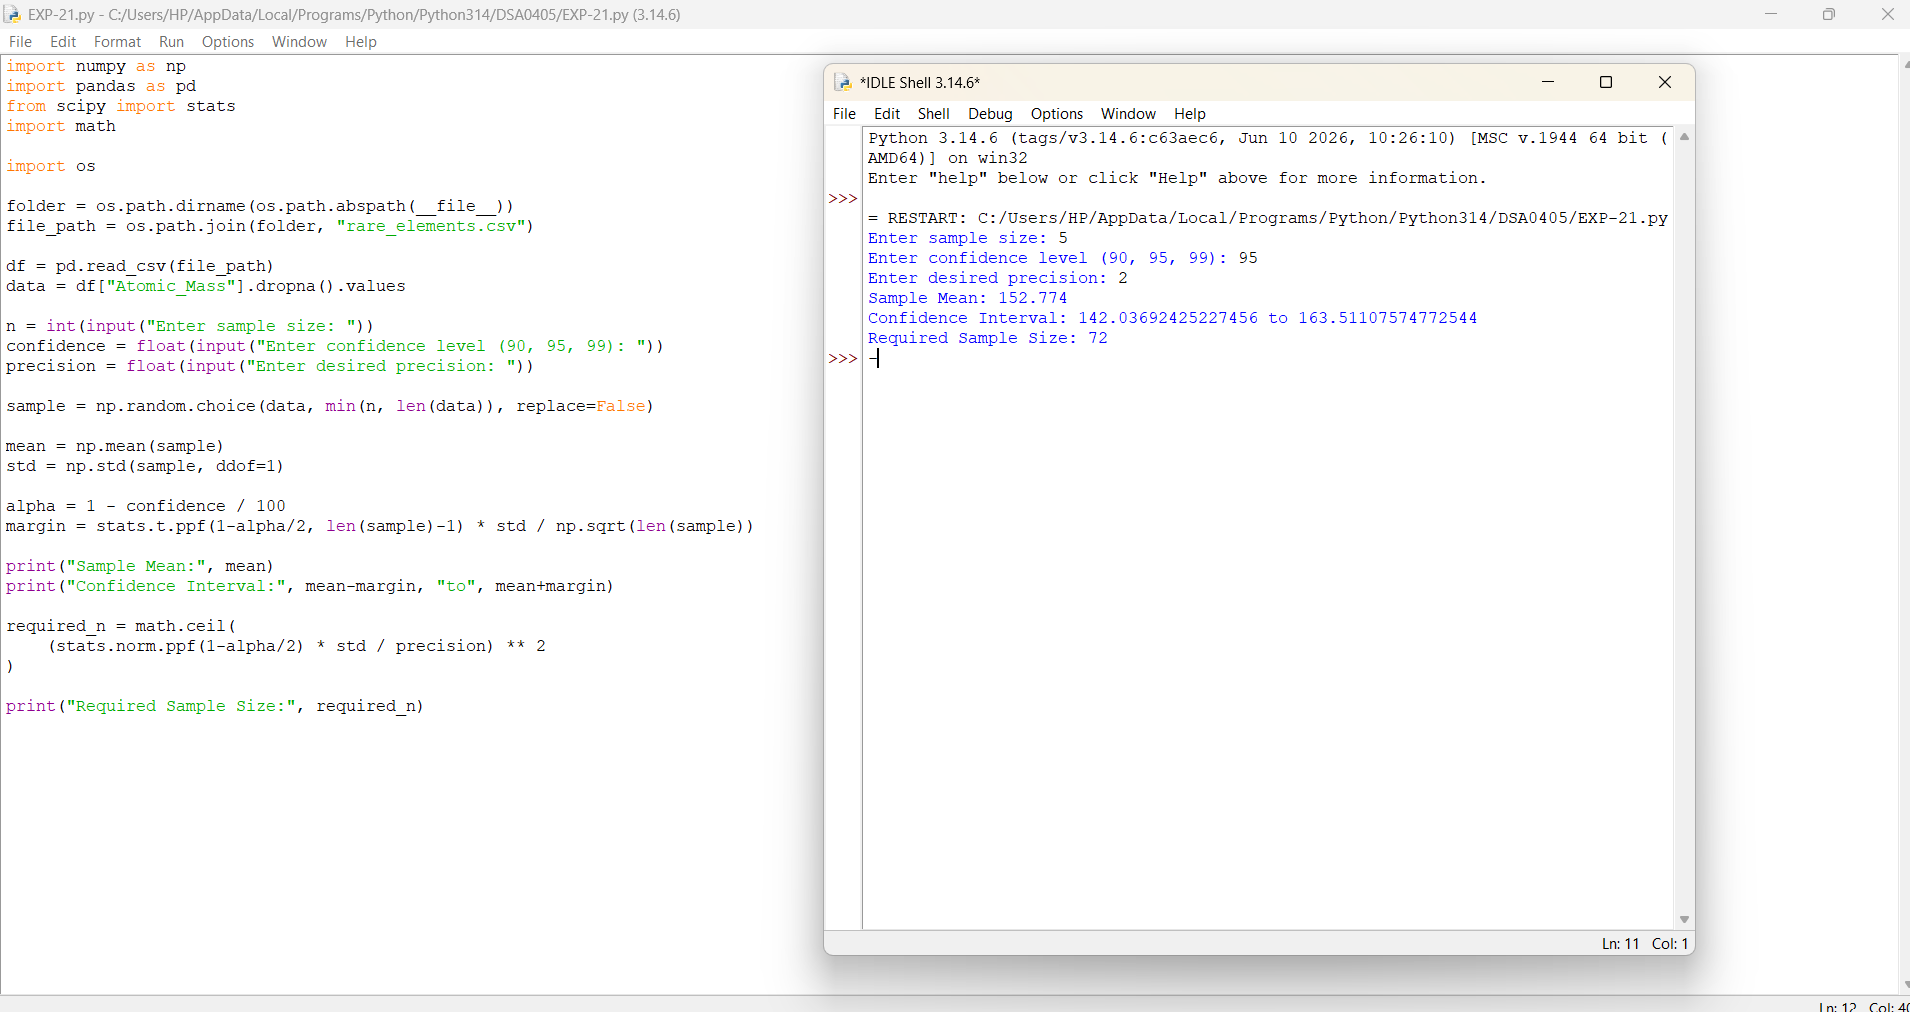 EXP-21.py - C:/Users/HP/AppData/Local/Programs/Python/Python314/DSA0405/EXP-21.py (3.14.6)
File Edit Format Run Options Window Help
import numpy as np
import pandas as pd
from scipy import stats
import math
import os
folder = os.path.dirname(os.path.abspath(__file__))
file_path = os.path.join(folder, "rare_elements.csv")
df = pd.read_csv(file_path)
data = df["Atomic_Mass"].dropna().values
n = int(input("Enter sample size: "))
confidence = float(input("Enter confidence level (90, 95, 99): "))
precision = float(input("Enter desired precision: "))
sample = np.random.choice(data, min(n, len(data)), replace=False)
mean = np.mean(sample)
std = np.std(sample, ddof=1)
alpha = 1 - confidence / 100
margin = stats.t.ppf(1-alpha/2, len(sample)-1) * std / np.sqrt(len(sample))
print("Sample Mean:", mean)
print("Confidence Interval:", mean-margin, "to", mean+margin)
required_n = math.ceil(
    (stats.norm.ppf(1-alpha/2) * std / precision) ** 2
)
print("Required Sample Size:", required_n)
*IDLE Shell 3.14.6*
File Edit Shell Debug Options Window Help
Python 3.14.6 (tags/v3.14.6:c63aec6, Jun 10 2026, 10:26:10) [MSC v.1944 64 bit (
AMD64)] on win32
Enter "help" below or click "Help" above for more information.
>>>
= RESTART: C:/Users/HP/AppData/Local/Programs/Python/Python314/DSA0405/EXP-21.py
Enter sample size: 5
Enter confidence level (90, 95, 99): 95
Enter desired precision: 2
Sample Mean: 152.774
Confidence Interval: 142.03692425227456 to 163.51107574772544
Required Sample Size: 72
>>> -
Ln: 11 Col: 1
Ln: 12 Col: 40